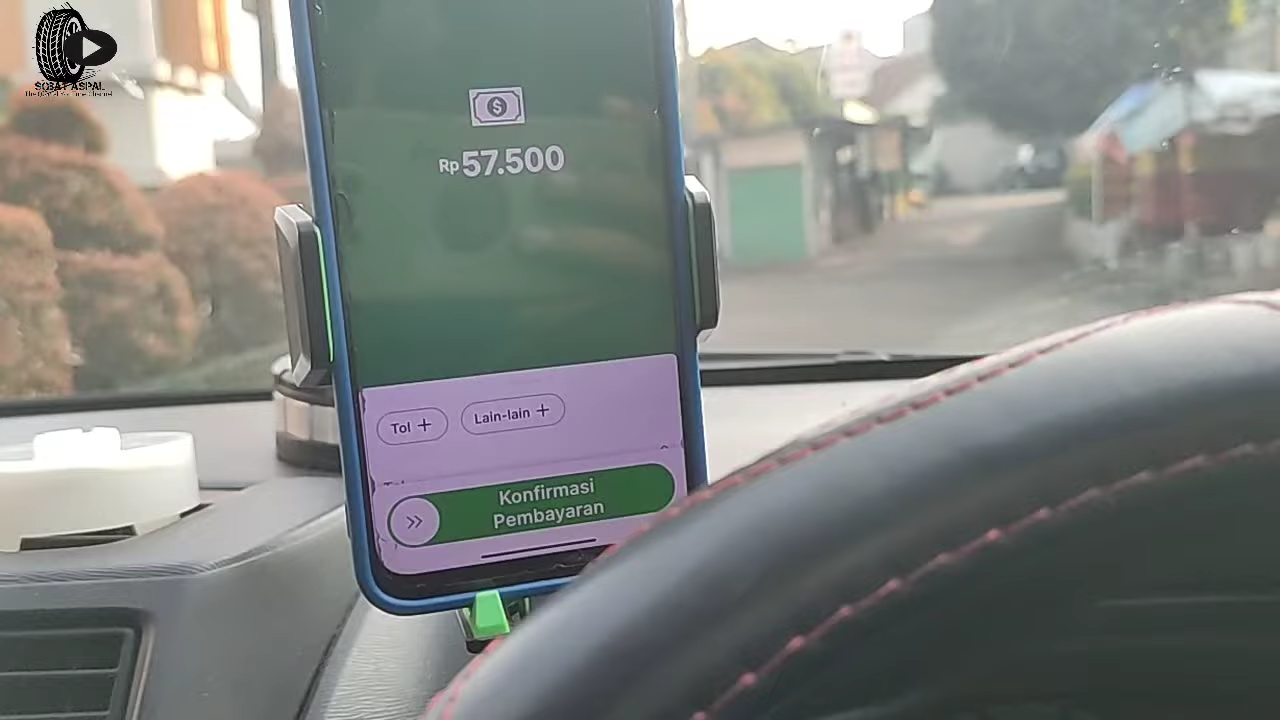 SOBAT ASPAL
Rp 57.500
Tol +
Lain-lain +
Konfirmasi
Pembayaran